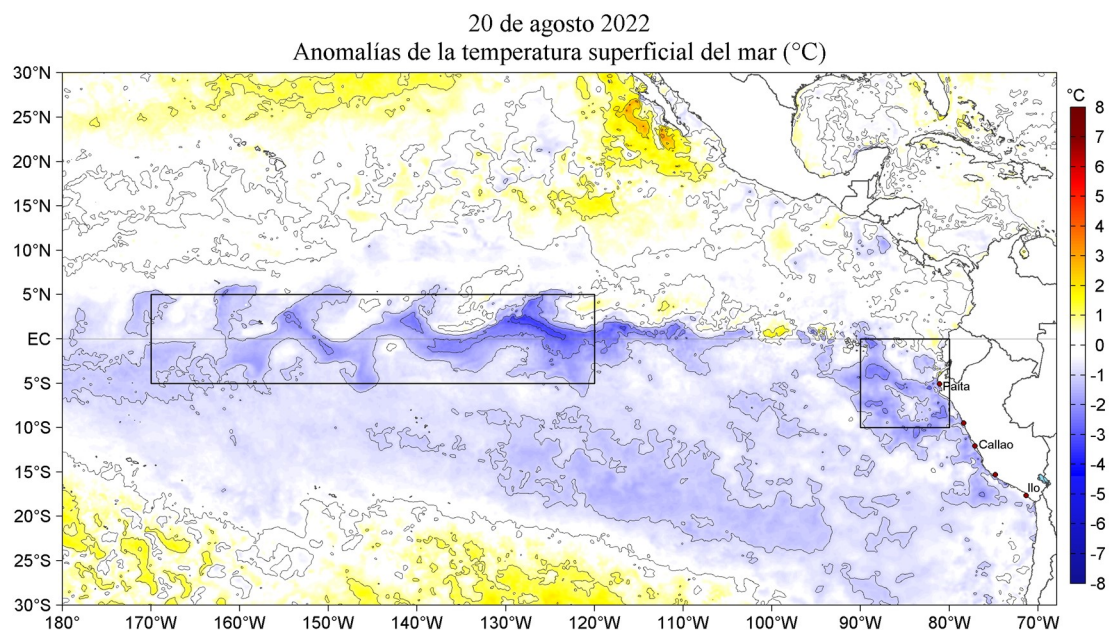 20 de agosto 2022
Anomalías de la temperatura superficial del mar (°C)
30°N
25°N
20°N
15°N
10°N
5°N
EC
5°S
10°S
15°S
20°S
25°S
30°S
Paita
Callao
Ilo
180 170°W 160°W 150°W 140°W 130°W 120°W 110°W 100°W 90°W 80°W 70°W
°C
8
7
6
5
4
3
2
1
0
-1
-2
-3
-4
-5
-6
-7
-8